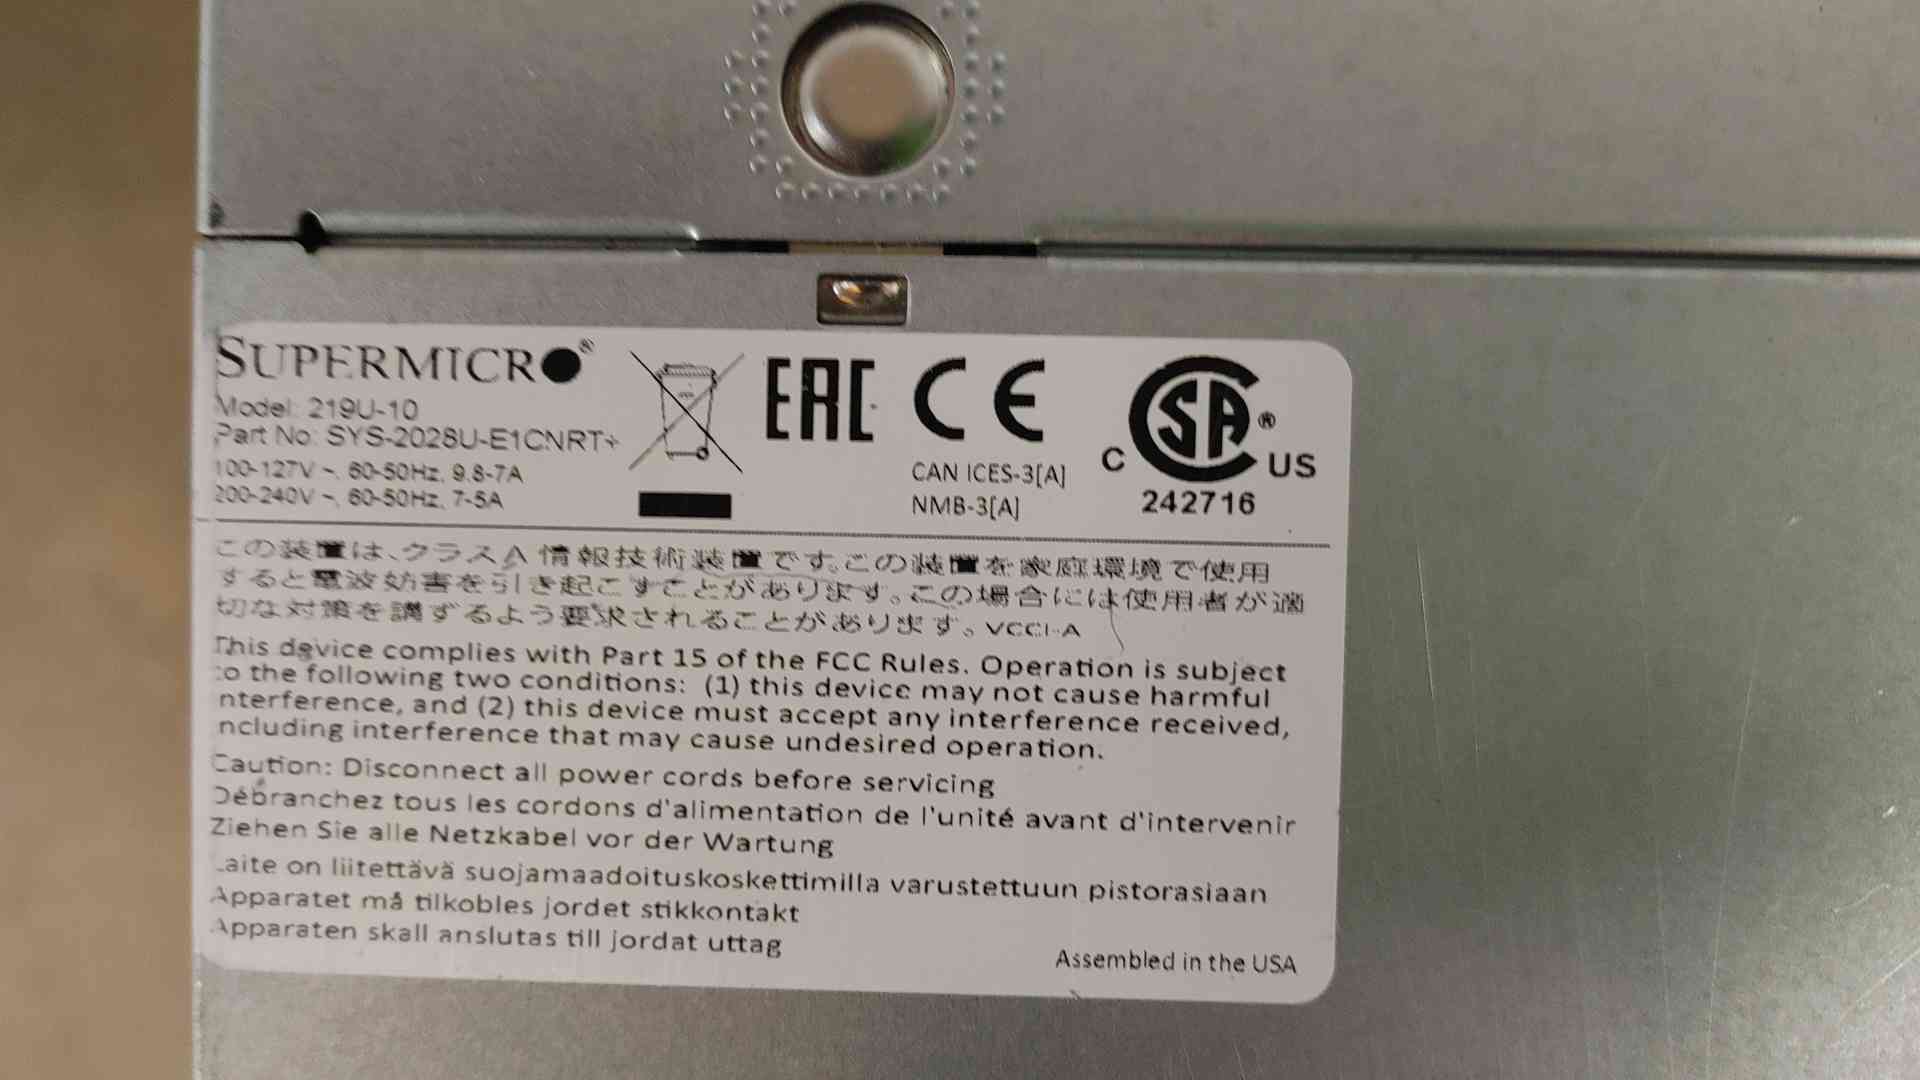 SUPERMICRO®
Model: 219U-10
Part No: SYS-2028U-E1CNRT+
100-127V ~, 60-50Hz, 9.8-7A
200-240V ~, 60-50Hz, 7-5A
EAC CE
CAN ICES-3[A]
NMB-3[A]
C SA® US
242716
この装置は、クラスA情報技術装置です。この装置を家庭環境で使用
すると電波妨害を引き起こすことがあります。この場合には使用者が適
切な対策を講ずるよう要求されることがあります。VCCI-A
This device complies with Part 15 of the FCC Rules. Operation is subject
to the following two conditions: (1) this device may not cause harmful
nterference, and (2) this device must accept any interference received,
ncluding interference that may cause undesired operation.
Caution: Disconnect all power cords before servicing
Débranchez tous les cordons d'alimentation de l'unité avant d'intervenir
Ziehen Sie alle Netzkabel vor der Wartung
Laite on liitettävä suojamaadoituskoskettimilla varustettuun pistorasiaan
Apparatet må tilkobles jordet stikkontakt
Apparaten skall anslutas till jordat uttag
Assembled in the USA